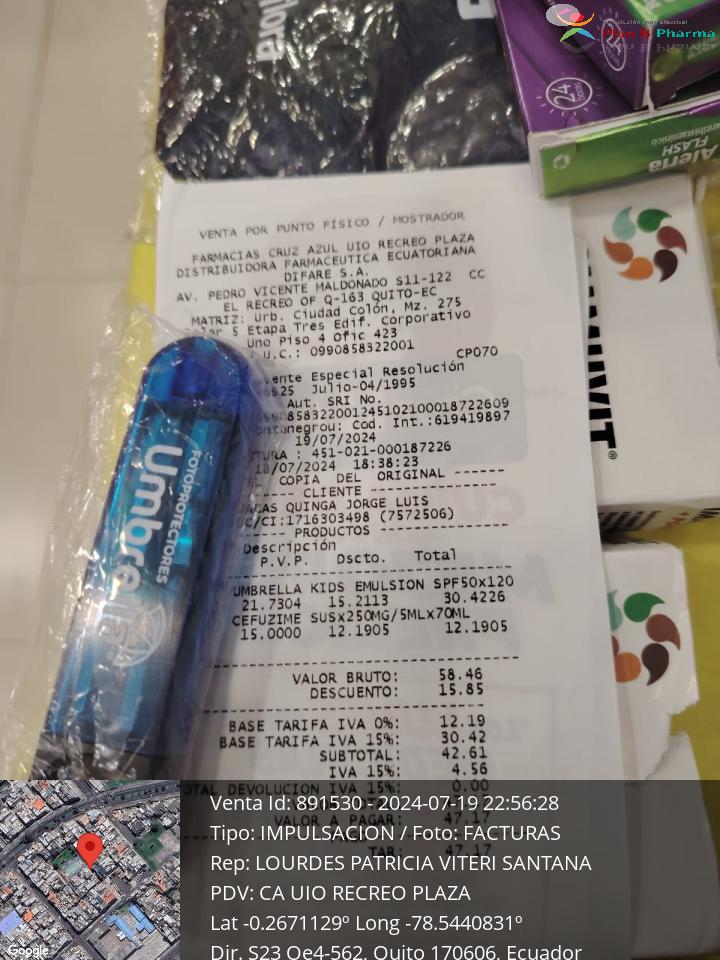 Plan B Pharma
Alena
FLASH
antihistamínico
24
VENTA POR PUNTO FÍSICO / MOSTRADOR
FARMACIAS CRUZ AZUL UIO RECREO PLAZA
DISTRIBUIDORA FARMACEUTICA ECUATORIANA
DIFARE S.A.
AV. PEDRO VICENTE MALDONADO S11-122 CC
EL RECREO OF Q-163 QUITO-EC
MATRIZ: Urb. Ciudad Colón, Mz. 275
5 Etapa Tres Edif. Corporativo
Uno Piso 4 Ofic 423
U.C.: 0990858322001
CP070
Especial Resolución
Julio-04/1995
Aut. SRI No.
Cod. Int.:619419897
19/07/2024
: 451-021-000187226
18/07/2024 18:38:23
COPIA DEL ORIGINAL ------
------ CLIENTE ------
QUINGA JORGE LUIS
C/CI:1716303498 (7572506)
------ PRODUCTOS ------
Descripción
P.V.P. Dscto. Total
UMBRELLA KIDS EMULSION SPF50x120
21.7304 15.2113 30.4226
CEFUZIME SUSx250MG/5MLx70ML
15.0000 12.1905 12.1905
VALOR BRUTO: 58.46
DESCUENTO: 15.85
BASE TARIFA IVA 0%: 12.19
BASE TARIFA IVA 15%: 30.42
SUBTOTAL: 42.61
IVA 15%: 4.56
DEVOLUCION IVA 15%: 0.00
VALOR A PAGAR: 47.17
TAR: 47.17
FOTOPROTECTORES
Umbrella
Venta Id: 891530 - 2024-07-19 22:56:28
Tipo: IMPULSACION / Foto: FACTURAS
Rep: LOURDES PATRICIA VITERI SANTANA
PDV: CA UIO RECREO PLAZA
Lat -0.2671129º Long -78.5440831º
Dir. S23 Oe4-562, Quito 170606, Ecuador
Google